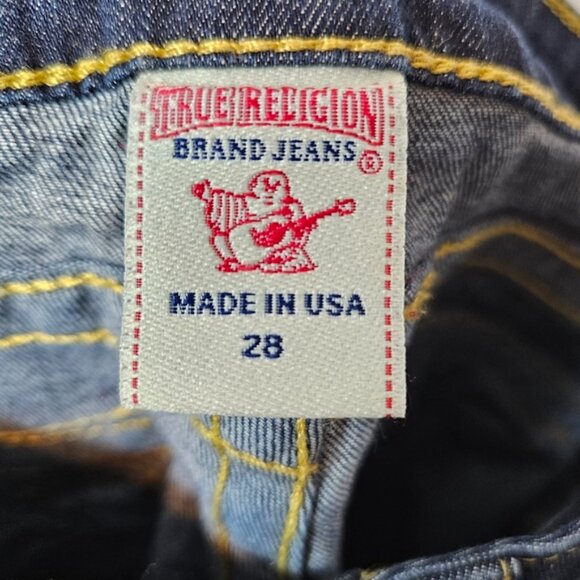 TRUE RELIGION
BRAND JEANS ®
MADE IN USA
28